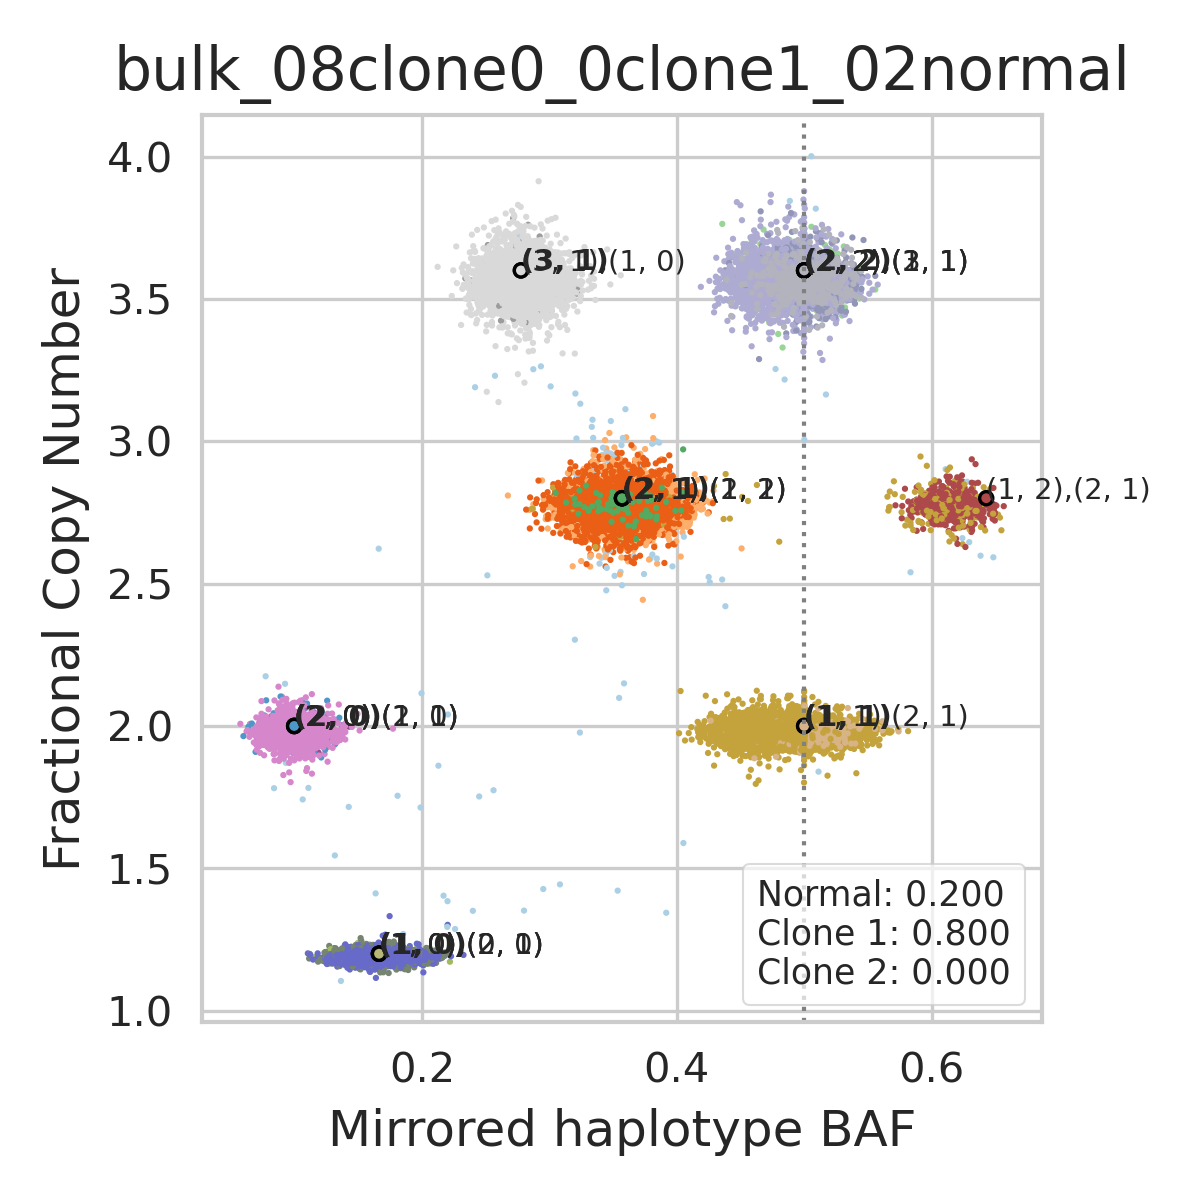 bulk_08clone0_0clone1_02normal
4.0
3.5
3.0
2.5
2.0
1.5
1.0
Fractional Copy Number
(3, 1)
(1, 0)
(2, 2)
1)
(2, 1)
(1, 2),(2, 1)
(2, 0)
(1, 1)
(2, 1)
(1, 0)
Normal: 0.200
Clone 1: 0.800
Clone 2: 0.000
0.2
0.4
0.6
Mirrored haplotype BAF